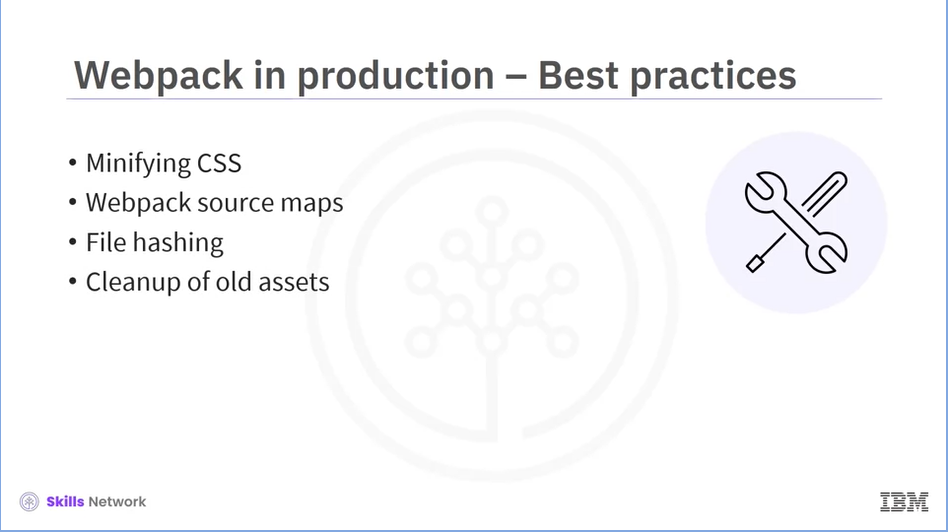 Webpack in production – Best practices
• Minifying CSS
• Webpack source maps
• File hashing
• Cleanup of old assets
Skills Network
IBM